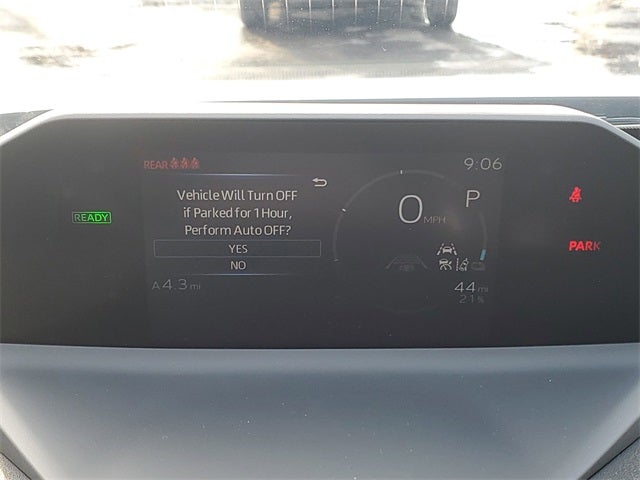 REAR
9:06
Vehicle Will Turn OFF
if Parked for 1 Hour,
Perform Auto OFF?
YES
NO
READY
0 MPH
P
PARK
A 4.3 mi
44 mi
21%